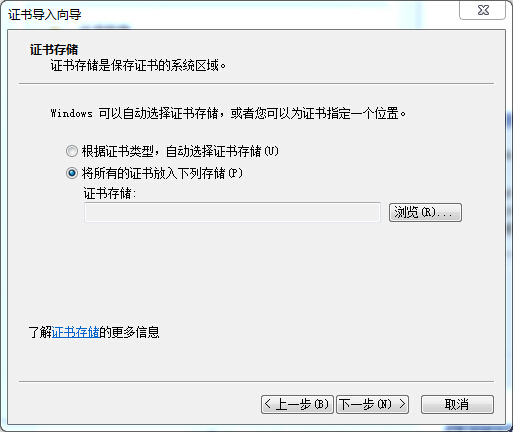 证书导入向导
证书存储
证书存储是保存证书的系统区域。
Windows 可以自动选择证书存储，或者您可以为证书指定一个位置。
根据证书类型，自动选择证书存储(U)
将所有的证书放入下列存储(P)
证书存储:
浏览(R)...
了解证书存储的更多信息
< 上一步(B) 下一步(N) > 取消